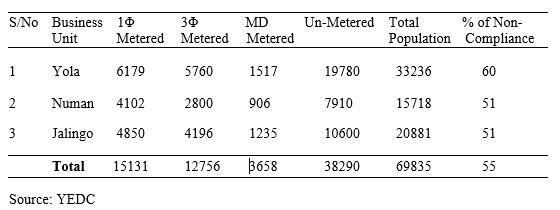 S/No Business Unit 1Φ Metered 3Φ Metered MD Metered Un-Metered Total Population % of Non-Compliance
1 Yola 6179 5760 1517 19780 33236 60
2 Numan 4102 2800 906 7910 15718 51
3 Jalingo 4850 4196 1235 10600 20881 51
Total 15131 12756 3658 38290 69835 55
Source: YEDC